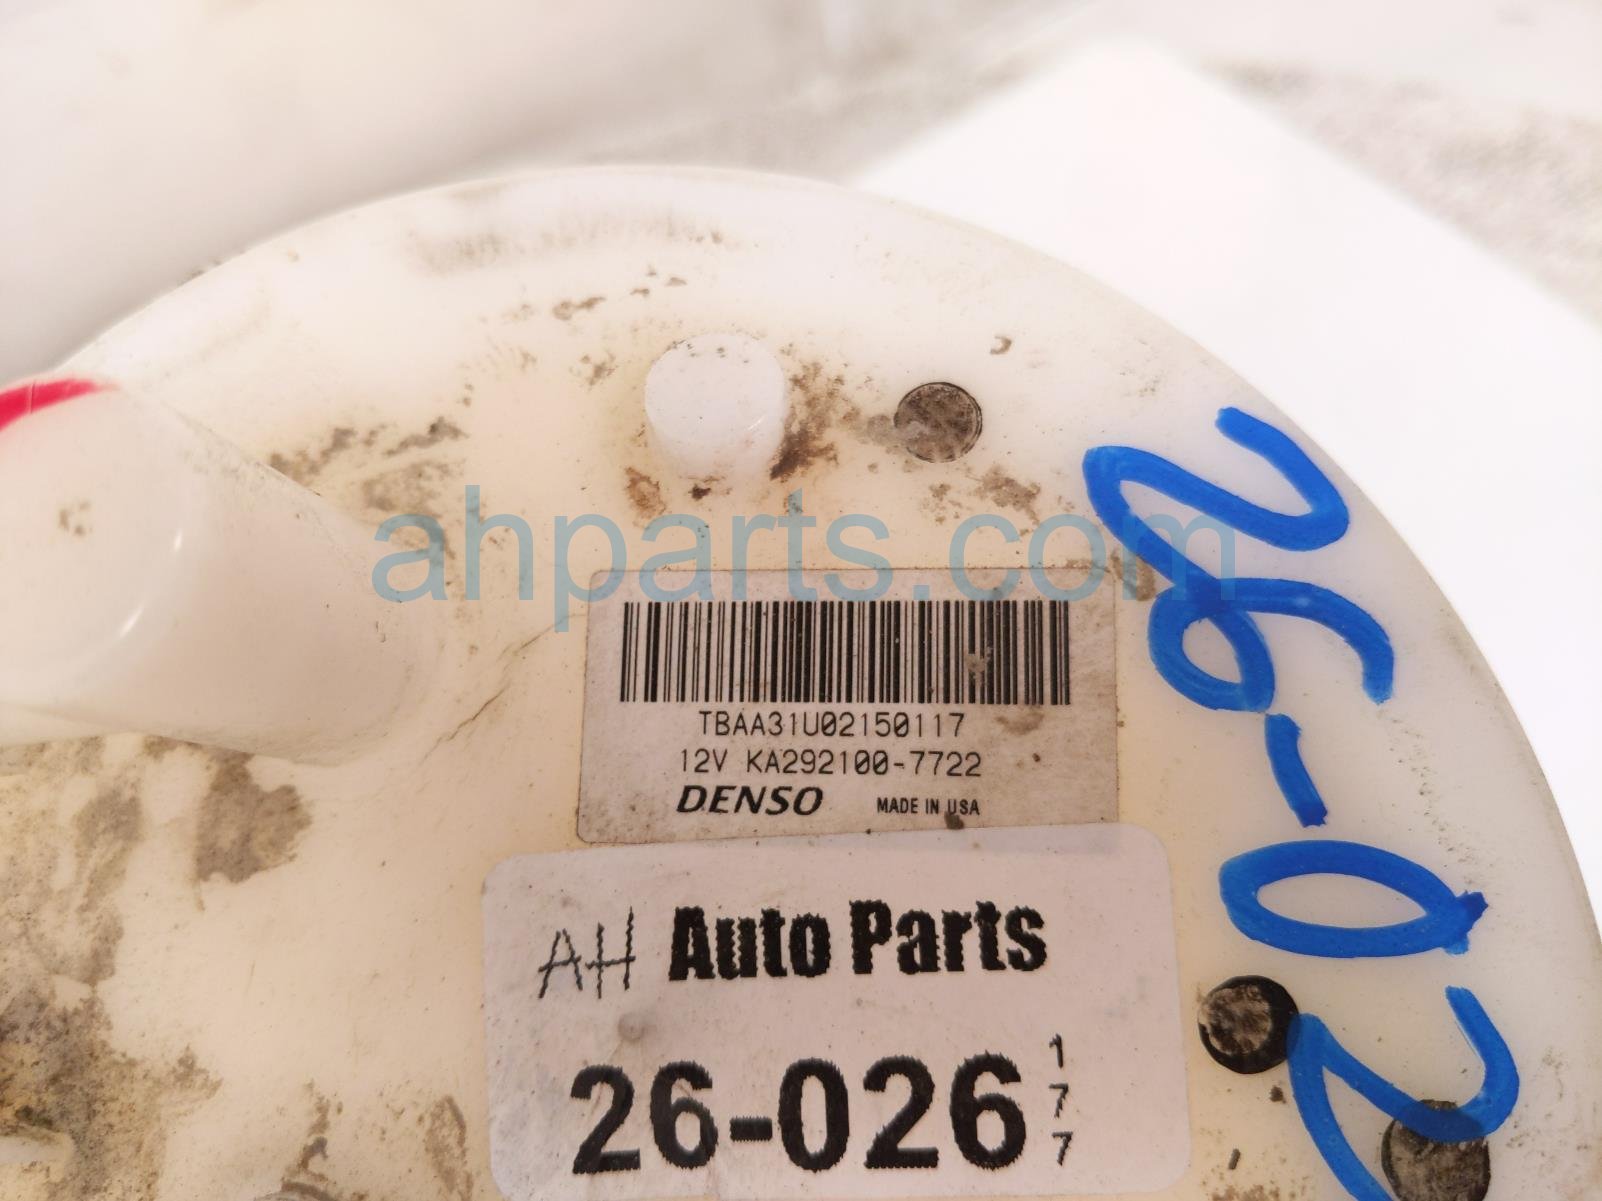 ahparts.com
TBAA31U02150117
12V KA292100-7722
DENSO MADE IN USA
AH Auto Parts
26-026
177
26-02